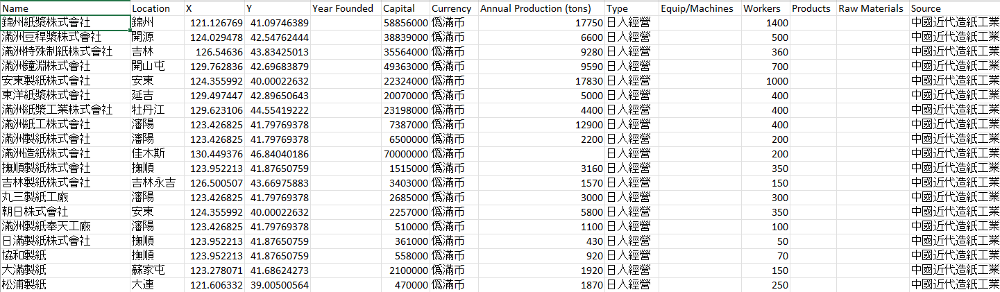 Name Location X Y Year Founded Capital Currency Annual Production (tons) Type Equip/Machines Workers Products Raw Materials Source
錦州紙漿株式會社 錦州 121.126769 41.09746389 58856000 僞滿币 17750 日人經營 1400 中國近代造紙工業
滿洲豆稈漿株式會社 開源 124.029478 42.54762444 38839000 僞滿币 6600 日人經營 500 中國近代造紙工業
滿洲特殊制紙株式會社 吉林 126.54636 43.83425013 35564000 僞滿币 9280 日人經營 360 中國近代造紙工業
滿洲鐘淵株式會社 開山屯 129.762836 42.69683879 49363000 僞滿币 9590 日人經營 700 中國近代造紙工業
安東製紙株式會社 安東 124.355992 40.00022632 22324000 僞滿币 17830 日人經營 1000 中國近代造紙工業
東洋紙漿株式會社 延吉 129.497447 42.89650643 20070000 僞滿币 5000 日人經營 400 中國近代造紙工業
滿洲紙漿工業株式會社 牡丹江 129.623106 44.55419222 23198000 僞滿币 4400 日人經營 400 中國近代造紙工業
滿洲紙工株式會社 瀋陽 123.426825 41.79769378 7387000 僞滿币 12900 日人經營 400 中國近代造紙工業
滿洲製紙株式會社 瀋陽 123.426825 41.79769378 6500000 僞滿币 2200 日人經營 200 中國近代造紙工業
滿洲造紙株式會社 佳木斯 130.449376 46.84040186 70000000 僞滿币 日人經營 200 中國近代造紙工業
撫順製紙株式會社 撫順 123.952213 41.87650759 1515000 僞滿币 3160 日人經營 350 中國近代造紙工業
吉林製紙株式會社 吉林永吉 126.500507 43.66975883 3403000 僞滿币 1570 日人經營 150 中國近代造紙工業
丸三製紙工廠 瀋陽 123.426825 41.79769378 2685000 僞滿币 3000 日人經營 300 中國近代造紙工業
朝日株式會社 安東 124.355992 40.00022632 2257000 僞滿币 5800 日人經營 350 中國近代造紙工業
滿洲製紙奉天工廠 瀋陽 123.426825 41.79769378 510000 僞滿币 1100 日人經營 100 中國近代造紙工業
日滿製紙株式會社 撫順 123.952213 41.87650759 361000 僞滿币 430 日人經營 50 中國近代造紙工業
協和製紙 撫順 123.952213 41.87650759 558000 僞滿币 920 日人經營 70 中國近代造紙工業
大滿製紙 蘇家屯 123.278071 41.68624273 2100000 僞滿币 1920 日人經營 150 中國近代造紙工業
松浦製紙 大連 121.606332 39.00500564 470000 僞滿币 1870 日人經營 250 中國近代造紙工業